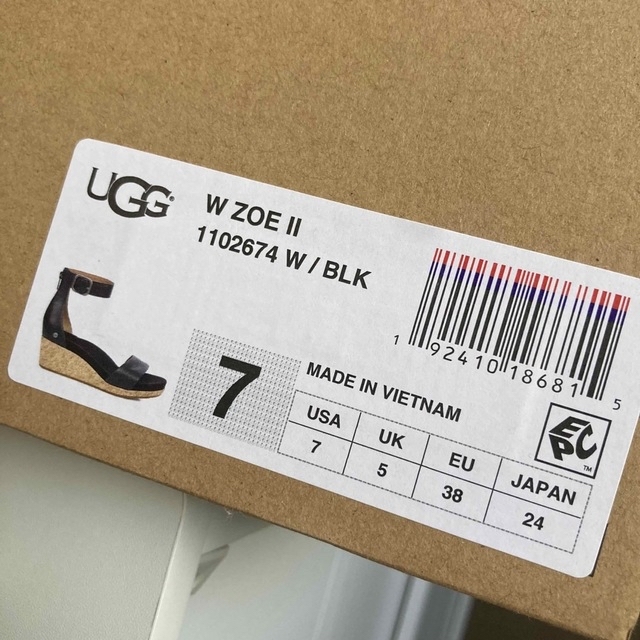 UGG
W ZOE II
1102674 W / BLK
1 92410 18681 5
7
MADE IN VIETNAM
USA UK EU JAPAN
7 5 38 24
EPC TM